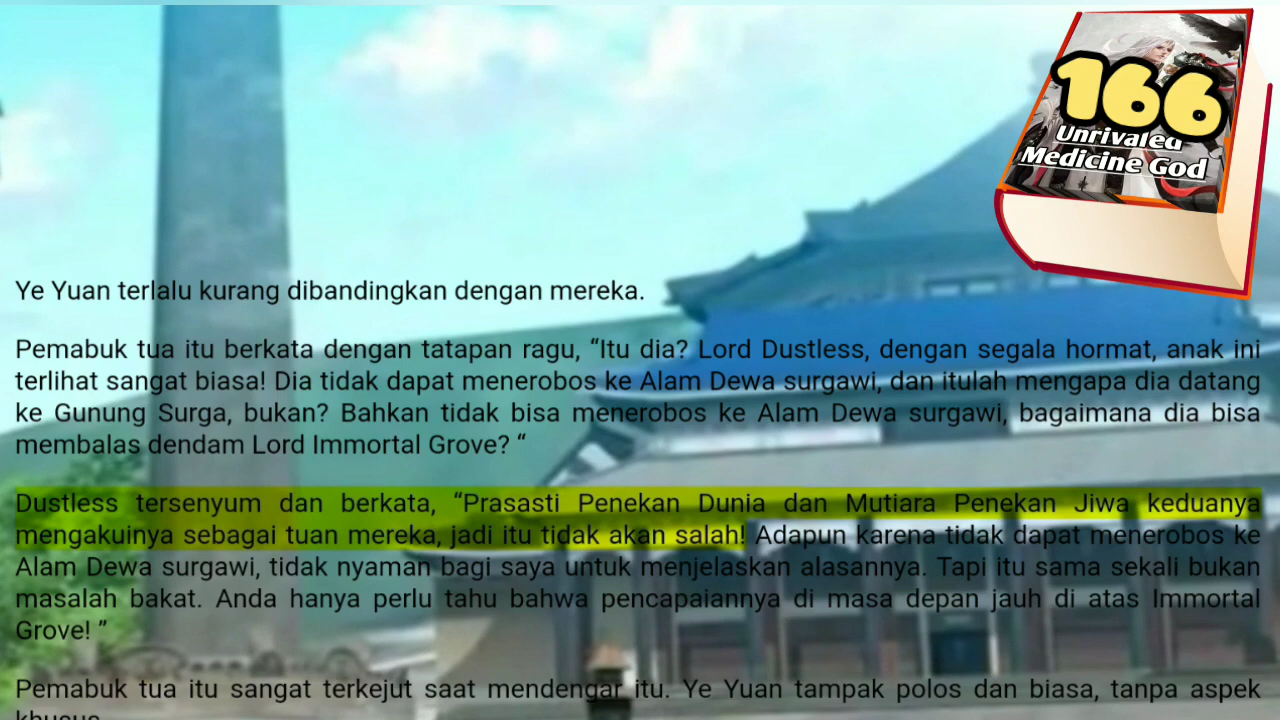 166
Unrivaled
Medicine God
Ye Yuan terlalu kurang dibandingkan dengan mereka.
Pemabuk tua itu berkata dengan tatapan ragu, “Itu dia? Lord Dustless, dengan segala hormat, anak ini
terlihat sangat biasa! Dia tidak dapat menerobos ke Alam Dewa surgawi, dan itulah mengapa dia datang
ke Gunung Surga, bukan? Bahkan tidak bisa menerobos ke Alam Dewa surgawi, bagaimana dia bisa
membalas dendam Lord Immortal Grove? “
Dustless tersenyum dan berkata, “Prasasti Penekan Dunia dan Mutiara Penekan Jiwa keduanya
mengakuinya sebagai tuan mereka, jadi itu tidak akan salah! Adapun karena tidak dapat menerobos ke
Alam Dewa surgawi, tidak nyaman bagi saya untuk menjelaskan alasannya. Tapi itu sama sekali bukan
masalah bakat. Anda hanya perlu tahu bahwa pencapaiannya di masa depan jauh di atas Immortal
Grove! ”
Pemabuk tua itu sangat terkejut saat mendengar itu. Ye Yuan tampak polos dan biasa, tanpa aspek